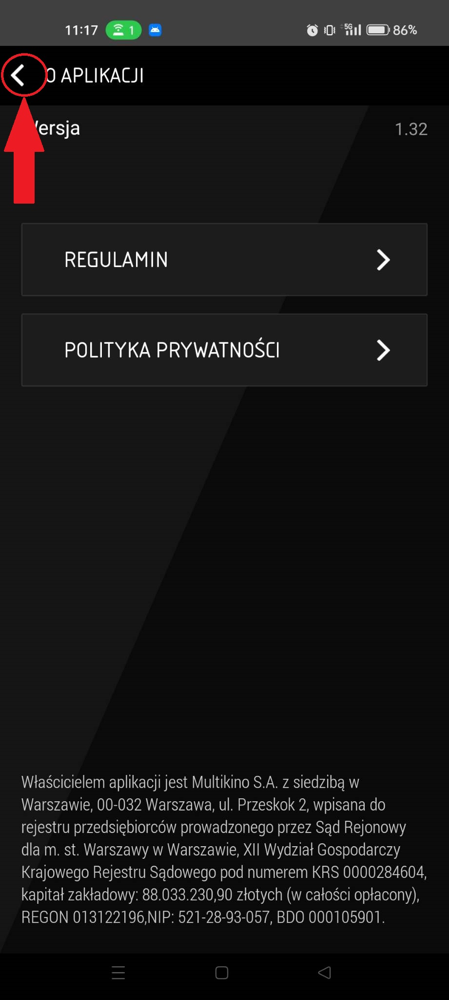 11:17 1 5G 86%
O APLIKACJI
Wersja 1.32
REGULAMIN
POLITYKA PRYWATNOŚCI
Właścicielem aplikacji jest Multikino S.A. z siedzibą w
Warszawie, 00-032 Warszawa, ul. Przeskok 2, wpisana do
rejestru przedsiębiorców prowadzonego przez Sąd Rejonowy
dla m. st. Warszawy w Warszawie, XII Wydział Gospodarczy
Krajowego Rejestru Sądowego pod numerem KRS 0000284604,
kapitał zakładowy: 88.033.230,90 złotych (w całości opłacony),
REGON 013122196,NIP: 521-28-93-057, BDO 000105901.